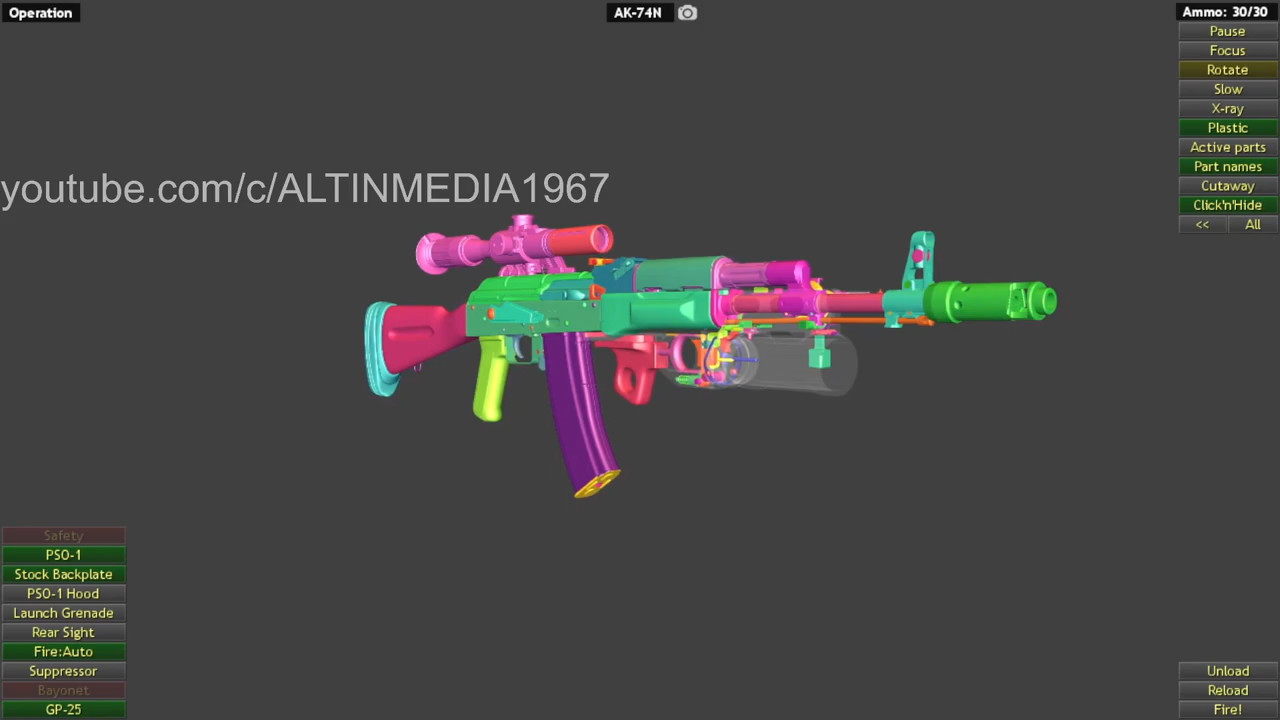 Operation
AK-74N
Ammo: 30/30
Pause
Focus
Rotate
Slow
X-ray
Plastic
Active parts
Part names
Cutaway
Click'n'Hide
<< All
youtube.com/c/ALTINMEDIA1967
Safety
PSO-1
Stock Backplate
PSO-1 Hood
Launch Grenade
Rear Sight
Fire:Auto
Suppressor
Bayonet
GP-25
Unload
Reload
Fire!